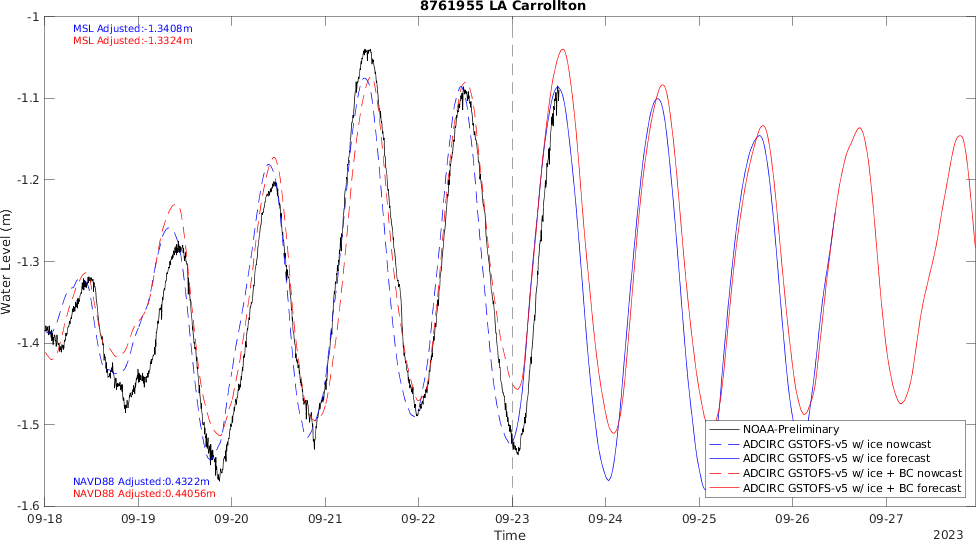 8761955 LA Carrollton
MSL Adjusted:-1.3408m
MSL Adjusted:-1.3324m
-1
-1.1
-1.2
-1.3
-1.4
-1.5
-1.6
Water Level (m)
NAVD88 Adjusted:0.4322m
NAVD88 Adjusted:0.44056m
NOAA-Preliminary
ADCIRC GSTOFS-v5 w/ ice nowcast
ADCIRC GSTOFS-v5 w/ ice forecast
ADCIRC GSTOFS-v5 w/ ice + BC nowcast
ADCIRC GSTOFS-v5 w/ ice + BC forecast
09-18 09-19 09-20 09-21 09-22 09-23 09-24 09-25 09-26 09-27
Time
2023